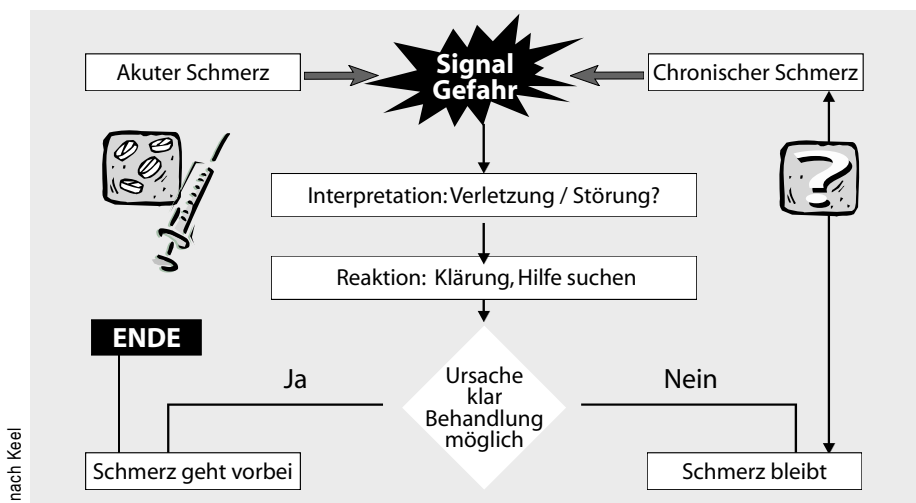 Akuter Schmerz
Signal
Gefahr
Chronischer Schmerz
?
Interpretation: Verletzung / Störung?
Reaktion: Klärung, Hilfe suchen
ENDE
Ja
Ursache
klar
Behandlung
möglich
Nein
Schmerz geht vorbei
Schmerz bleibt
nach Keel